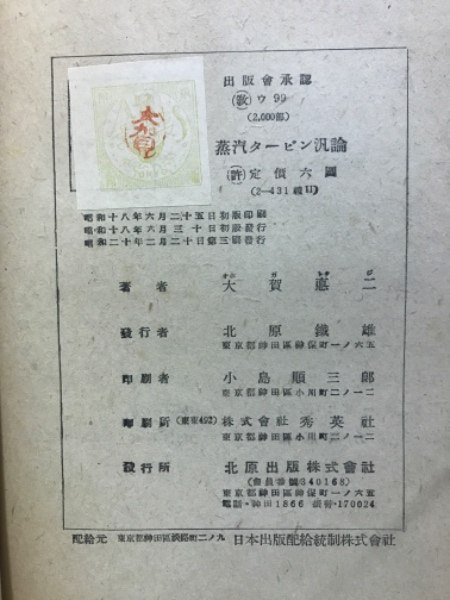 出版會承認
㋐ウ99
(2,000部)
蒸汽タービン汎論
定價六圓
昭和十八年六月二十五日初版印刷
昭和十八年六月三十日初版發行
昭和二十年二月二十日第三刷發行
著者 大賀悳二
發行者 北原鐵雄
東京都神田區神保町一ノ六五
印刷者 小島順三郎
東京都神田區小川町二ノ一二
印刷所 (東東492) 株式會社秀英社
東京都神田區小川町二ノ一二
發行所 北原出版株式會社
(會員番號340168)
東京都神田區神保町一ノ六五
電話・神田1866 振替・170624
配給元 東京都神田區淡路町二ノ九 日本出版配給統制株式會社